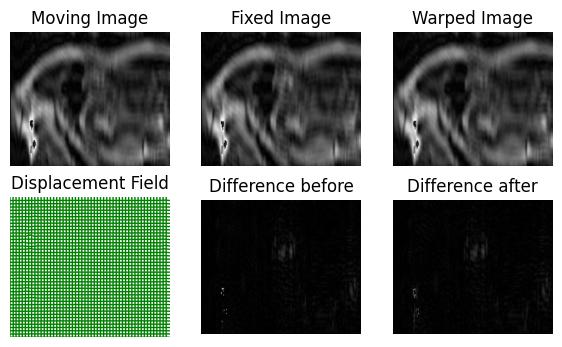 Moving Image
Fixed Image
Warped Image
Displacement Field
Difference before
Difference after